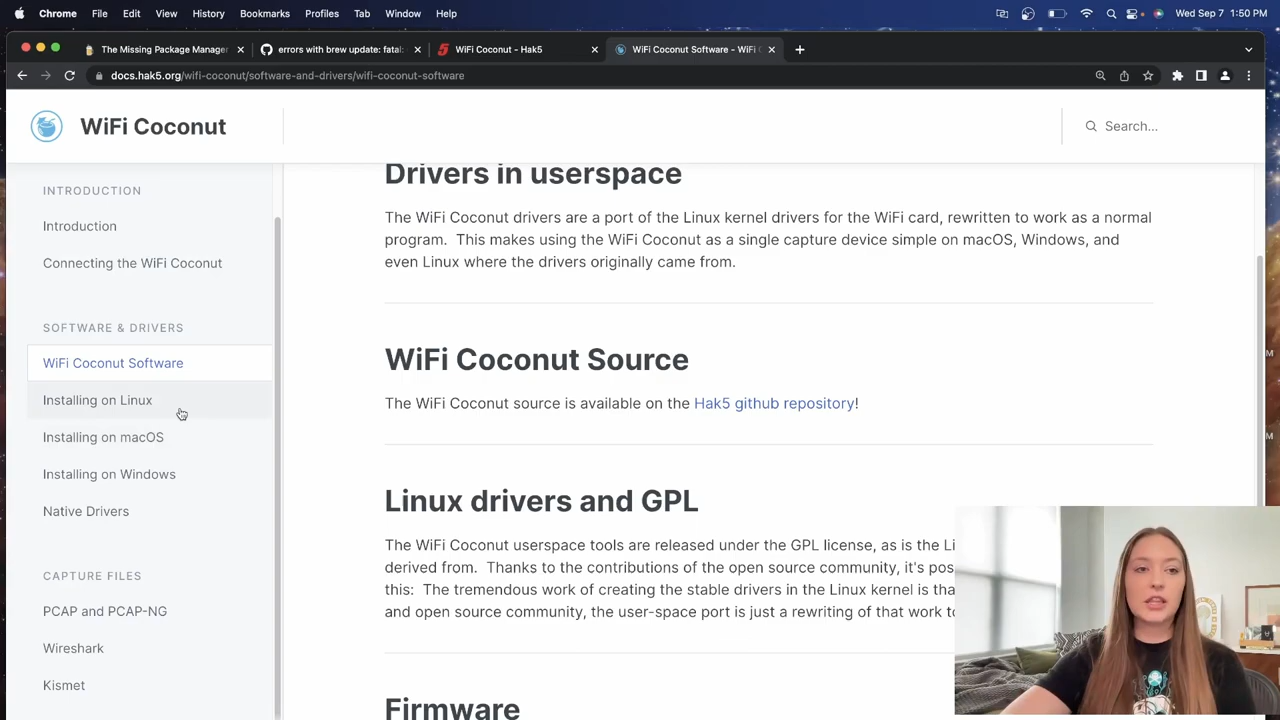 Chrome File Edit View History Bookmarks Profiles Tab Window Help
Wed Sep 7 1:50 PM
The Missing Package Manager
errors with brew update: fatal:
WiFi Coconut - Hak5
WiFi Coconut Software - WiFi C
docs.hak5.org/wifi-coconut/software-and-drivers/wifi-coconut-software
WiFi Coconut
Search...
INTRODUCTION
Introduction
Connecting the WiFi Coconut
SOFTWARE & DRIVERS
WiFi Coconut Software
Installing on Linux
Installing on macOS
Installing on Windows
Native Drivers
CAPTURE FILES
PCAP and PCAP-NG
Wireshark
Kismet
Drivers in userspace
The WiFi Coconut drivers are a port of the Linux kernel drivers for the WiFi card, rewritten to work as a normal
program. This makes using the WiFi Coconut as a single capture device simple on macOS, Windows, and
even Linux where the drivers originally came from.
WiFi Coconut Source
The WiFi Coconut source is available on the Hak5 github repository!
Linux drivers and GPL
The WiFi Coconut userspace tools are released under the GPL license, as is the Li
derived from. Thanks to the contributions of the open source community, it's pos
this: The tremendous work of creating the stable drivers in the Linux kernel is tha
and open source community, the user-space port is just a rewriting of that work to
Firmware
M
M